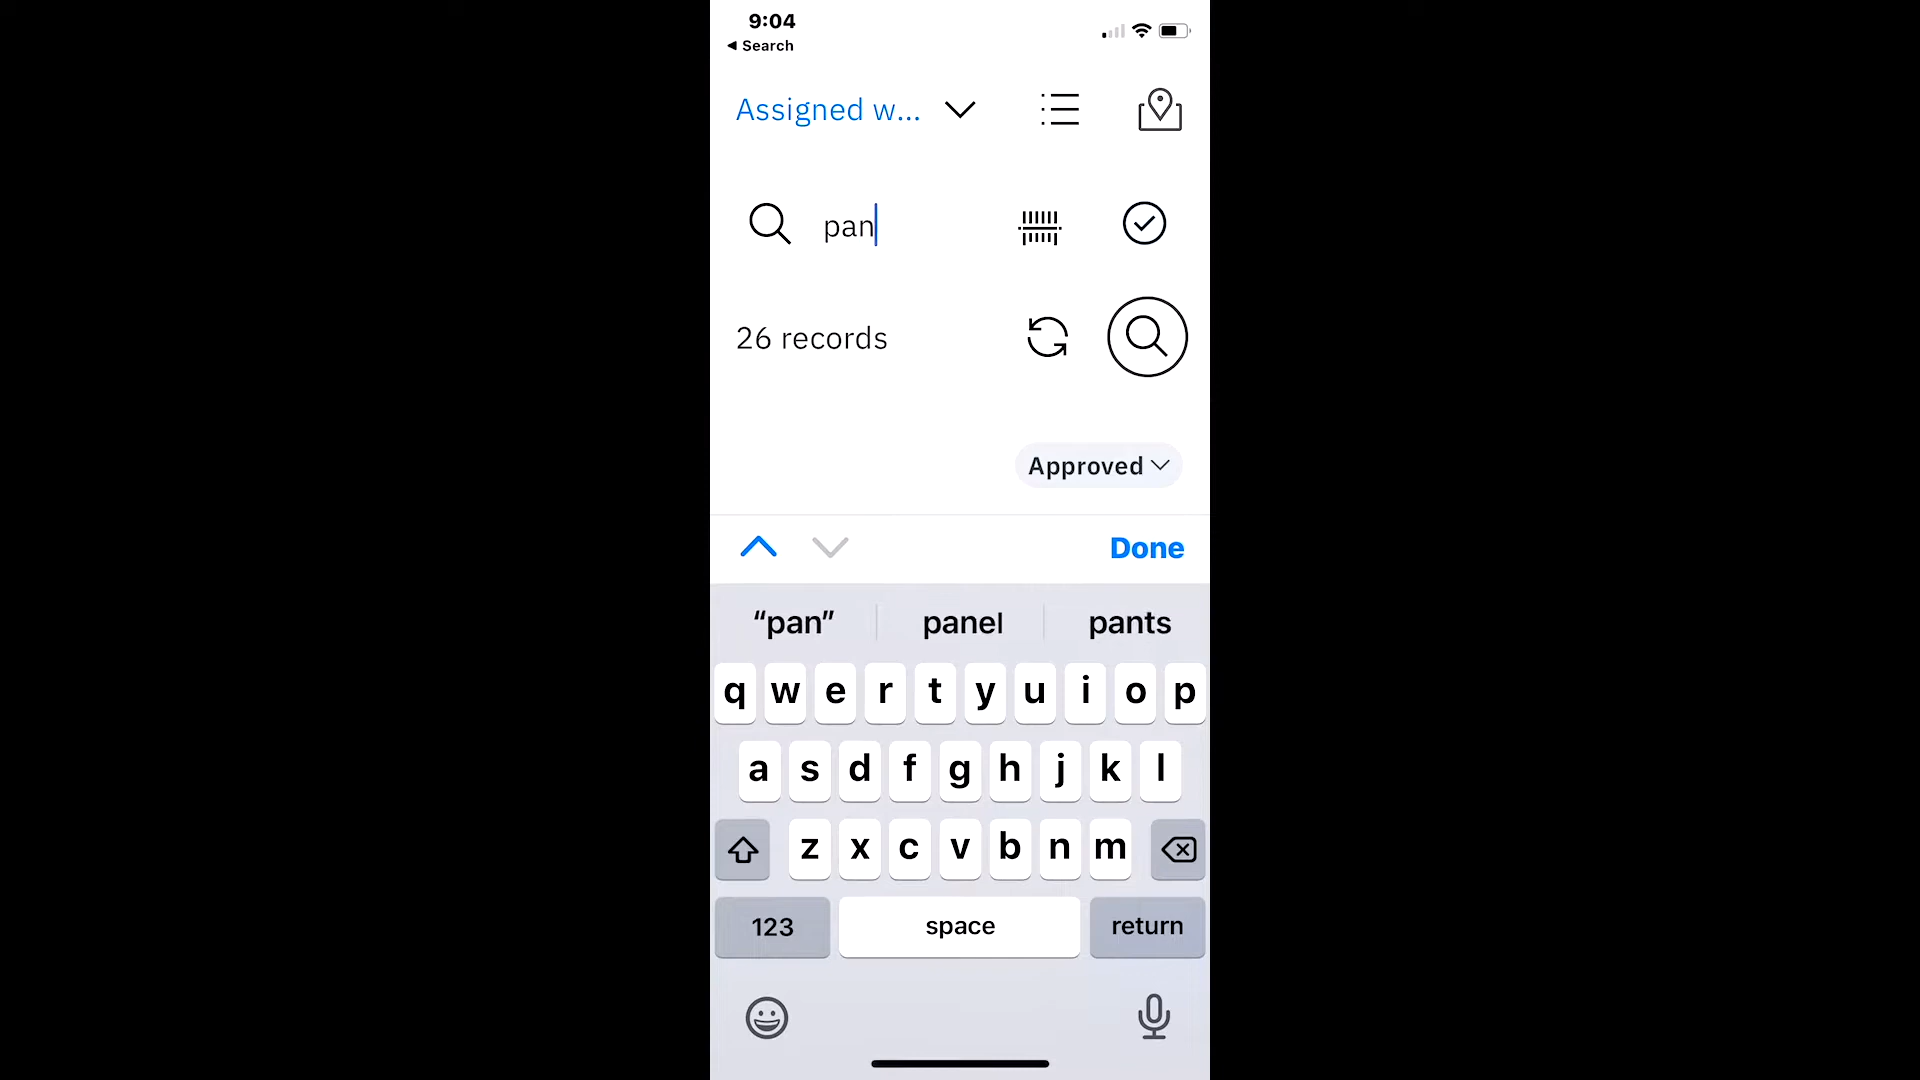 9:04
◀ Search
Assigned w...
pan
26 records
Approved
Done
“pan” panel pants
q w e r t y u i o p
a s d f g h j k l
z x c v b n m
123 space return